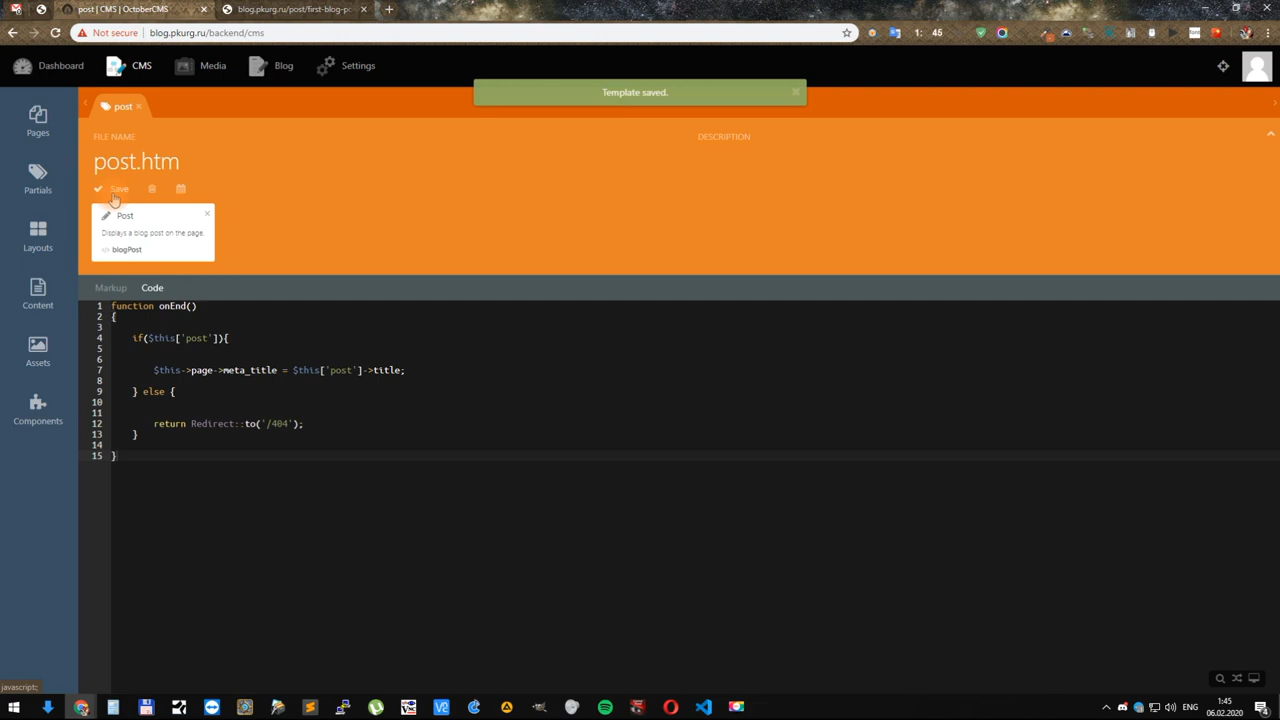 post | CMS | OctoberCMS
blog.pkurg.ru/post/first-blog-po
Not secure
blog.pkurg.ru/backend/cms
1: 45
Dashboard
CMS
Media
Blog
Settings
Template saved.
post
FILE NAME
DESCRIPTION
post.htm
Save
Post
Displays a blog post on the page.
blogPost
Pages
Partials
Layouts
Content
Assets
Components
Markup
Code
1 function onEnd()
2 {
3
4 if($this['post']){
5
6
7 $this->page->meta_title = $this['post']->title;
8
9 } else {
10
11
12 return Redirect::to('/404');
13 }
14
15 }
javascript:;
ENG
1:45
06.02.2020
4